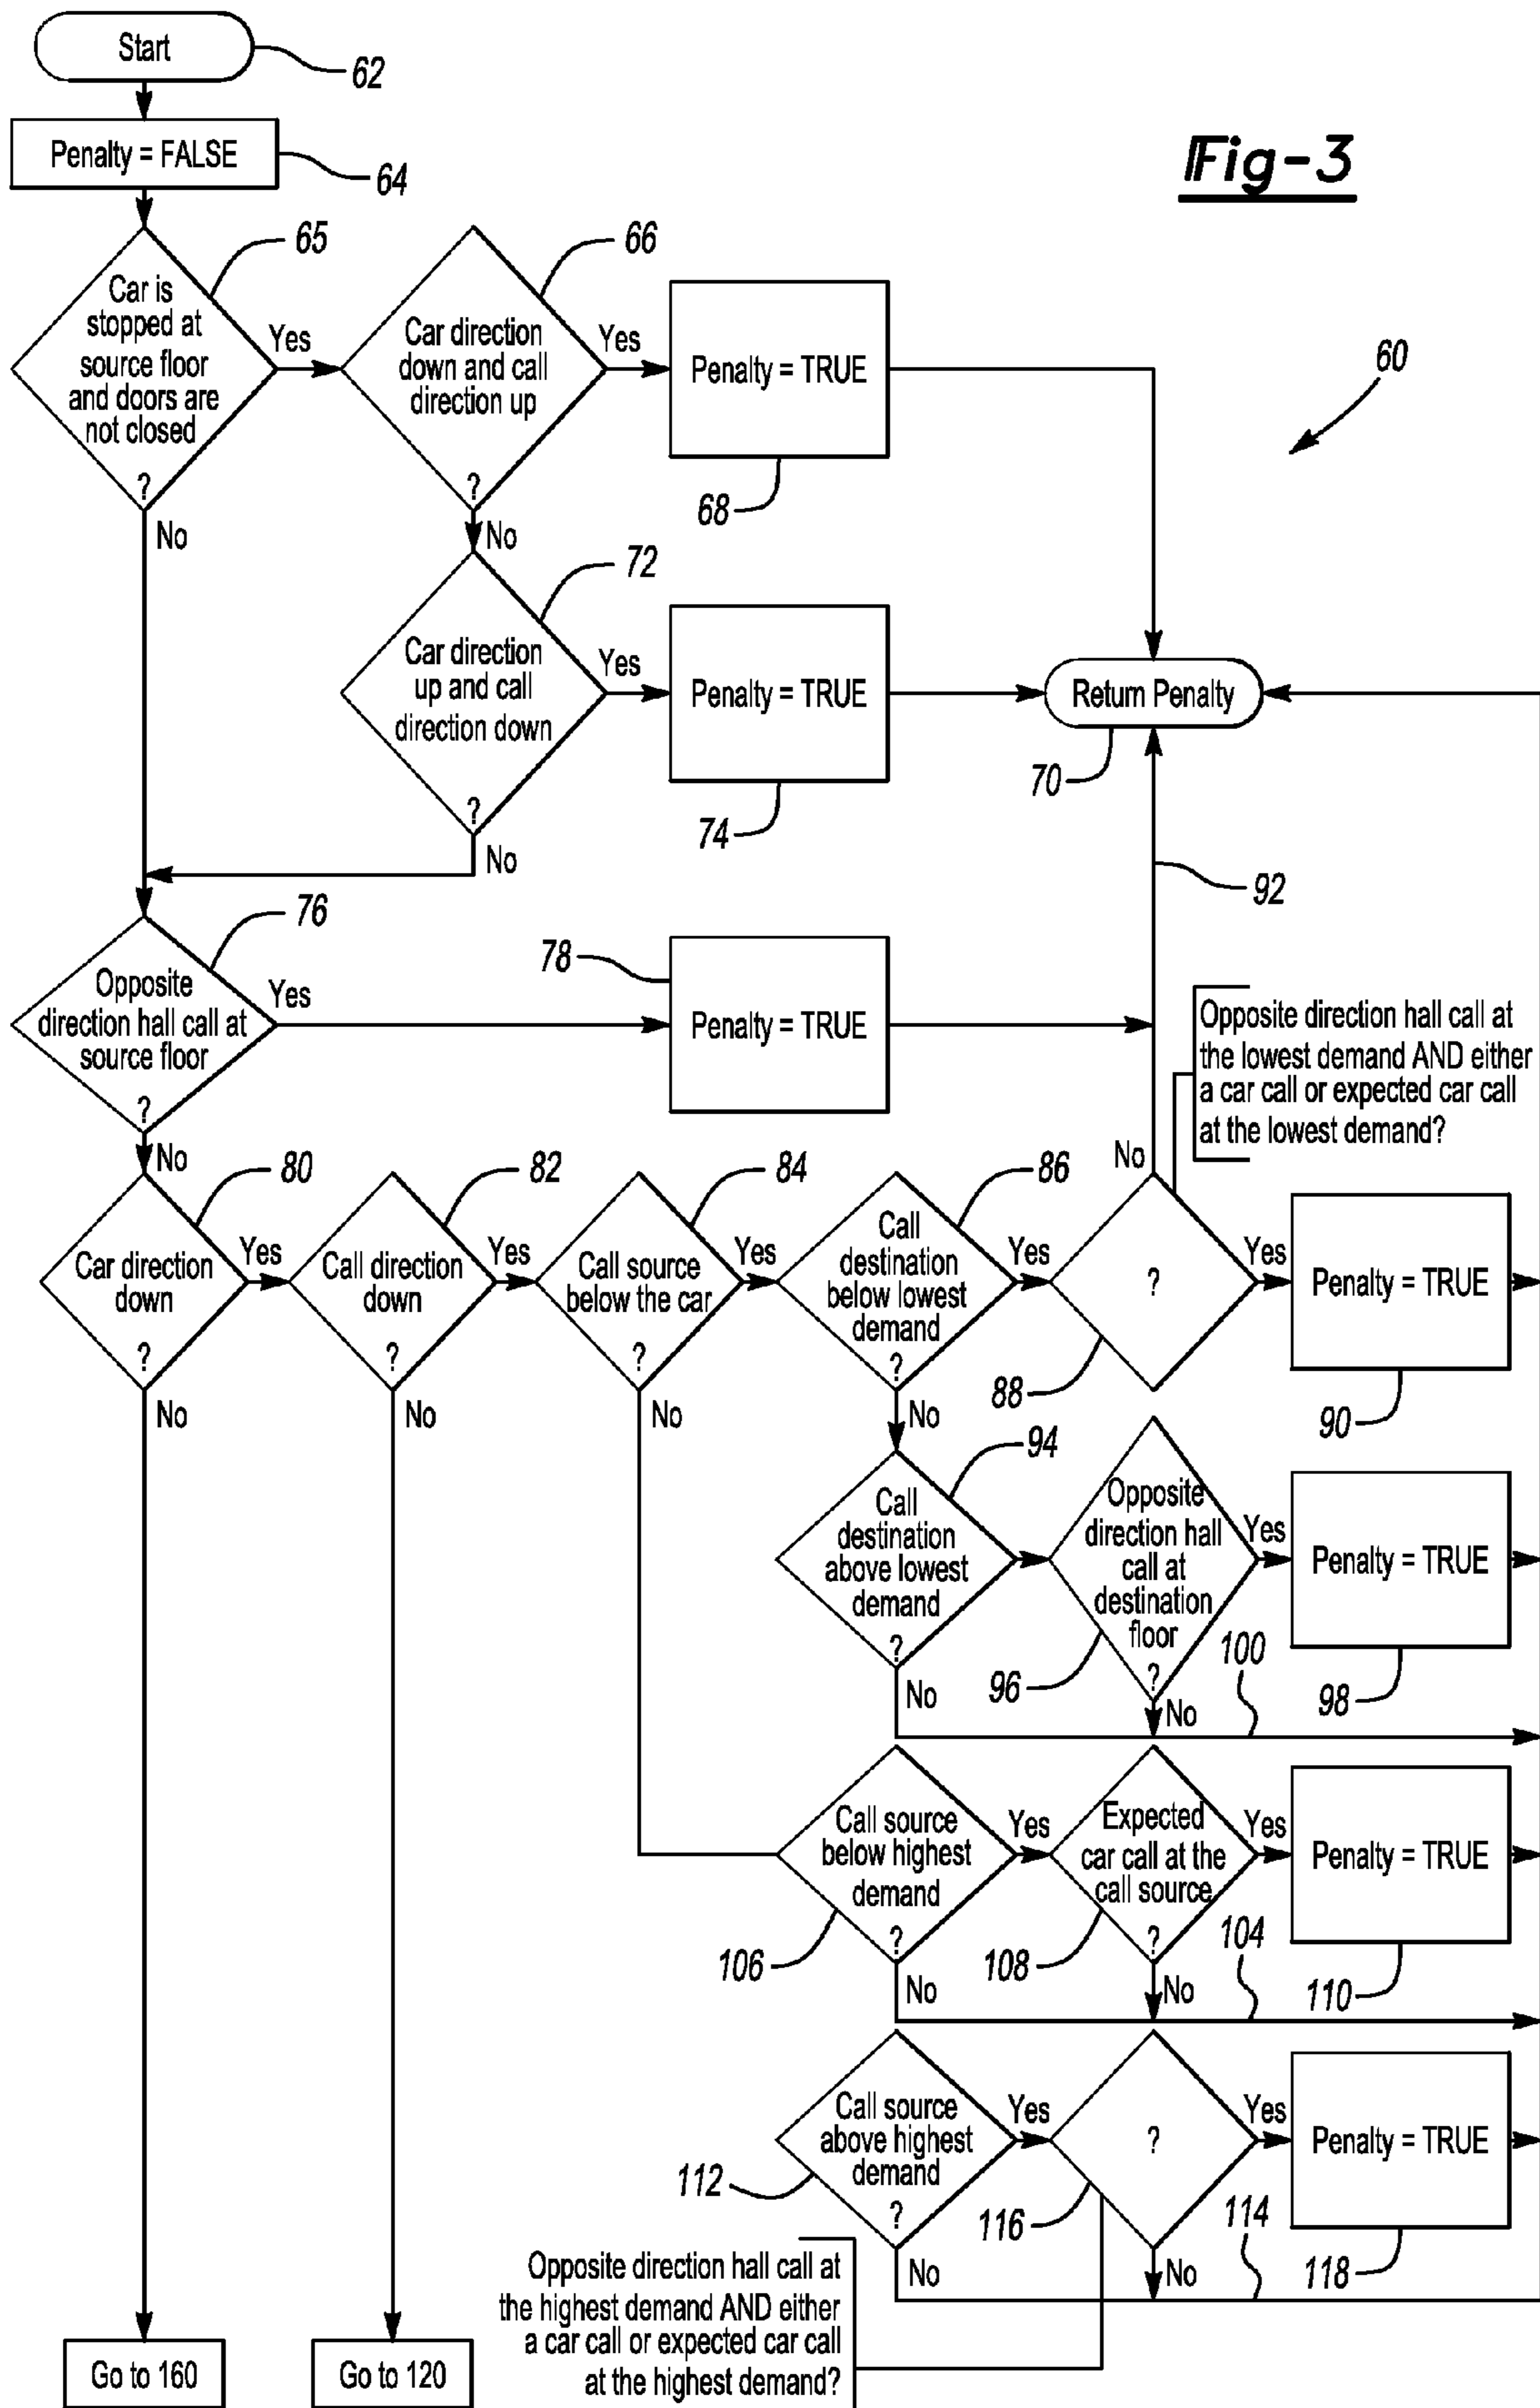 Start
62
Penalty = FALSE
64
Fig-3
65
Car is
stopped at
source floor
and doors are
not closed
?
Yes
No
66
Car direction
down and call
direction up
?
Yes
No
Penalty = TRUE
68
60
72
Car direction
up and call
direction down
?
Yes
No
Penalty = TRUE
74
Return Penalty
70
92
76
Opposite
direction hall call at
source floor
?
Yes
No
78
Penalty = TRUE
Opposite direction hall call at
the lowest demand AND either
a car call or expected car call
at the lowest demand?
80
Car direction
down
?
Yes
No
82
Call direction
down
?
Yes
No
84
Call source
below the car
?
Yes
No
86
Call
destination
below lowest
demand
?
Yes
No
No
?
88
Yes
Penalty = TRUE
90
94
Call
destination
above lowest
demand
?
No
Opposite
direction hall
call at
destination
floor
?
96
Yes
No
Penalty = TRUE
98
100
Call source
below highest
demand
?
106
Yes
No
Expected
car call at the
call source
?
108
Yes
No
Penalty = TRUE
110
104
Call source
above highest
demand
?
112
Yes
No
?
116
Yes
No
Penalty = TRUE
118
114
Opposite direction hall call at
the highest demand AND either
a car call or expected car call
at the highest demand?
Go to 160
Go to 120